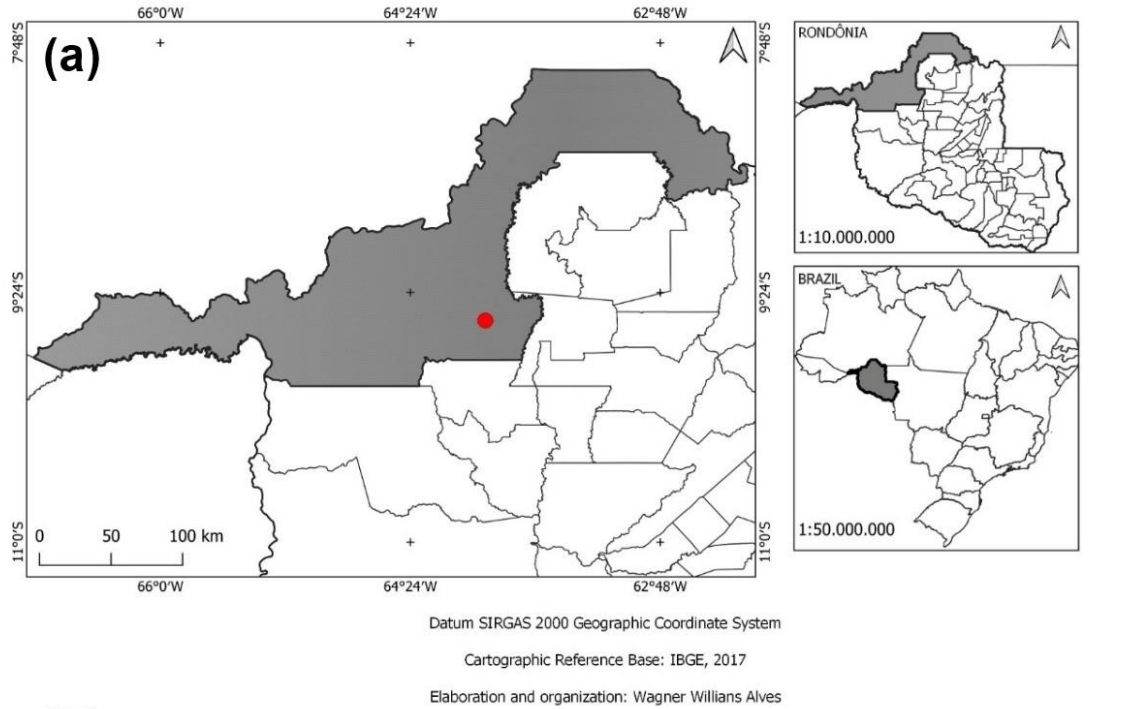 66°0'W 64°24'W 62°48'W
7°48'S
7°48'S
(a)
9°24'S
9°24'S
11°0'S
11°0'S
0 50 100 km
66°0'W 64°24'W 62°48'W
RONDÔNIA
1:10.000.000
BRAZIL
1:50.000.000
Datum SIRGAS 2000 Geographic Coordinate System
Cartographic Reference Base: IBGE, 2017
Elaboration and organization: Wagner Willians Alves